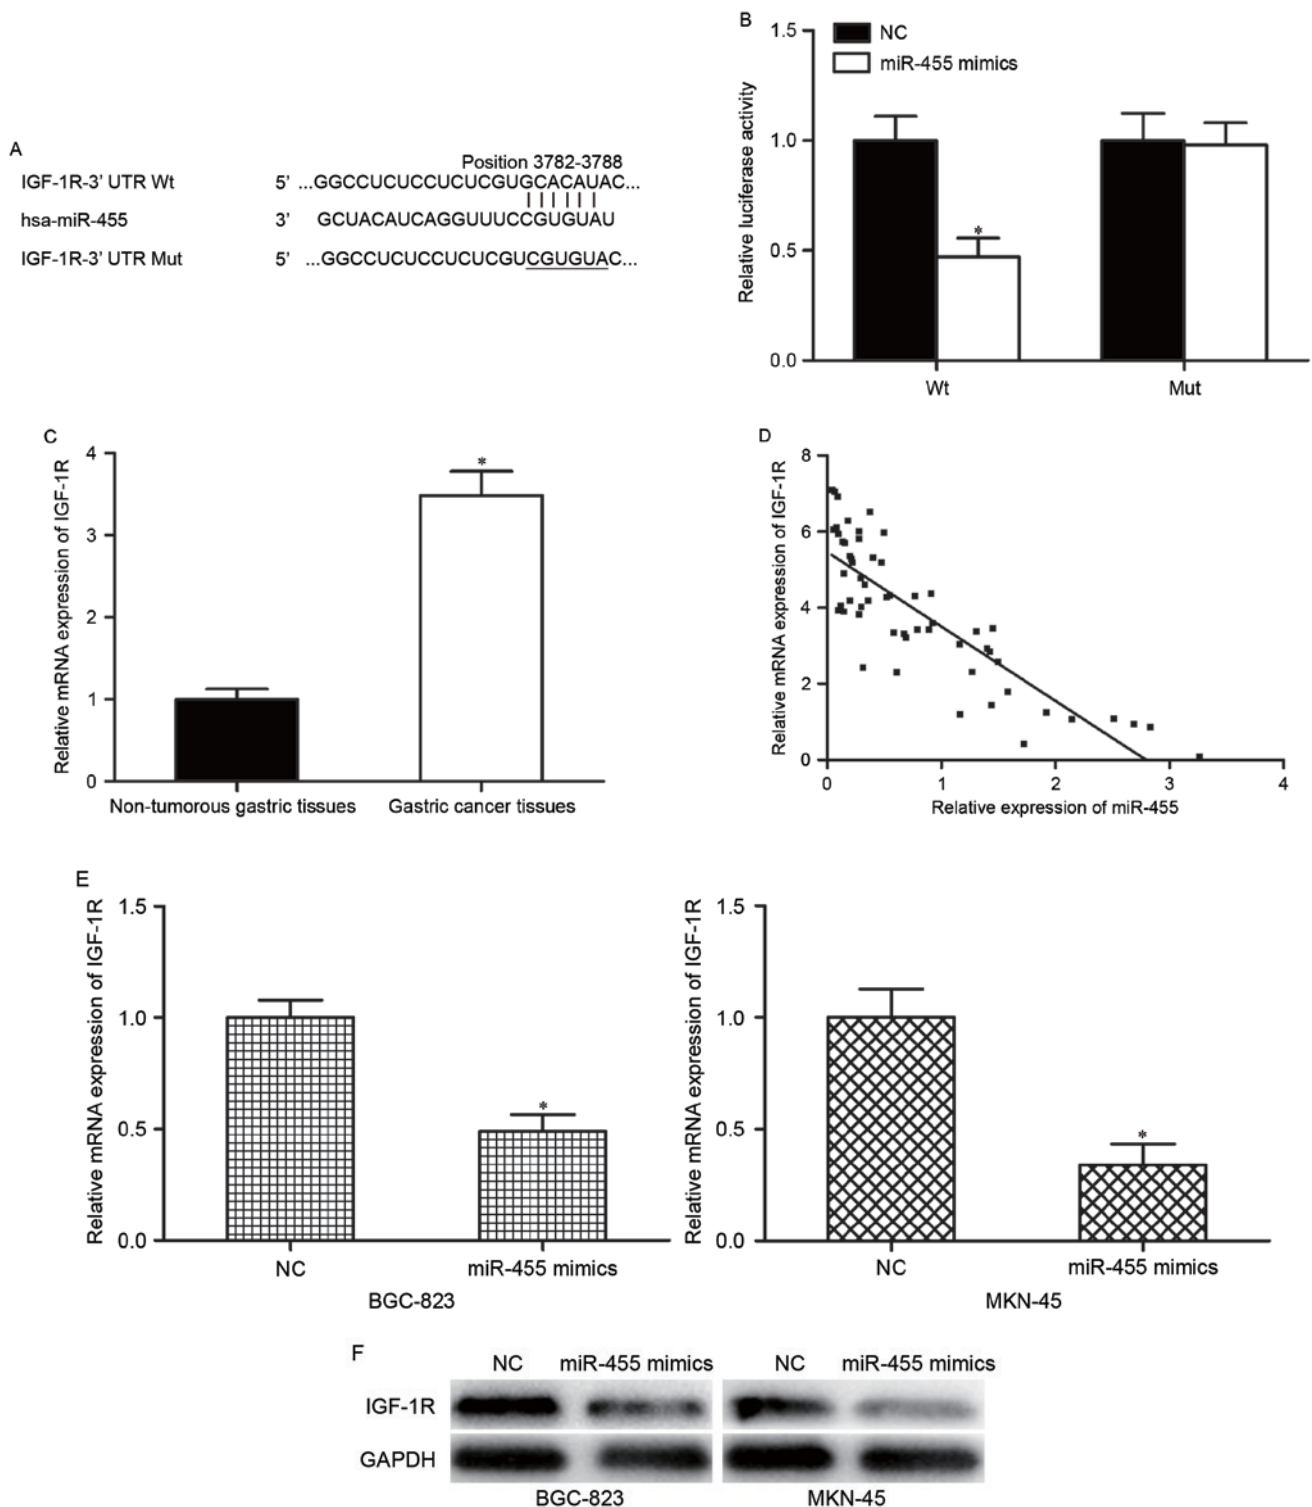 A
Position 3782-3788
IGF-1R-3' UTR Wt 5' ...GGCCUCUCCUCUCGUGCACAUAC...
hsa-miR-455 3' GCUACAUCAGGUUUCCGUGUAU
IGF-1R-3' UTR Mut 5' ...GGCCUCUCCUCUCGUCGUGUAC...
B
NC
miR-455 mimics
Relative luciferase activity
1.5
1.0
0.5
0.0
*
Wt Mut
C
Relative mRNA expression of IGF-1R
4
3
2
1
0
*
Non-tumorous gastric tissues Gastric cancer tissues
D
Relative mRNA expression of IGF-1R
8
6
4
2
0
0 1 2 3 4
Relative expression of miR-455
E
Relative mRNA expression of IGF-1R
1.5
1.0
0.5
0.0
*
NC miR-455 mimics
BGC-823
Relative mRNA expression of IGF-1R
1.5
1.0
0.5
0.0
*
NC miR-455 mimics
MKN-45
F
NC miR-455 mimics NC miR-455 mimics
IGF-1R
GAPDH
BGC-823 MKN-45